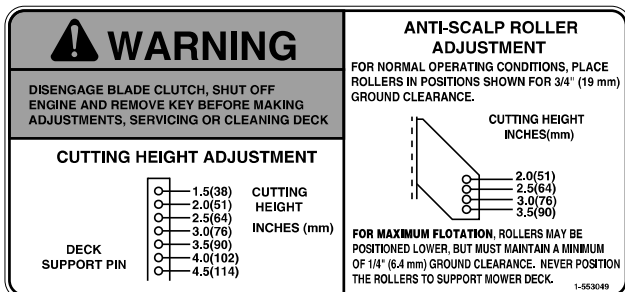 WARNING
DISENGAGE BLADE CLUTCH, SHUT OFF
ENGINE AND REMOVE KEY BEFORE MAKING
ADJUSTMENTS, SERVICING OR CLEANING DECK
CUTTING HEIGHT ADJUSTMENT
1.5(38)
2.0(51)
2.5(64)
3.0(76)
3.5(90)
4.0(102)
4.5(114)
CUTTING
HEIGHT
INCHES (mm)
DECK
SUPPORT PIN
ANTI-SCALP ROLLER
ADJUSTMENT
FOR NORMAL OPERATING CONDITIONS, PLACE
ROLLERS IN POSITIONS SHOWN FOR 3/4" (19 mm)
GROUND CLEARANCE.
CUTTING HEIGHT
INCHES(mm)
2.0(51)
2.5(64)
3.0(76)
3.5(90)
FOR MAXIMUM FLOTATION, ROLLERS MAY BE
POSITIONED LOWER, BUT MUST MAINTAIN A MINIMUM
OF 1/4" (6.4 mm) GROUND CLEARANCE. NEVER POSITION
THE ROLLERS TO SUPPORT MOWER DECK.
1-553049